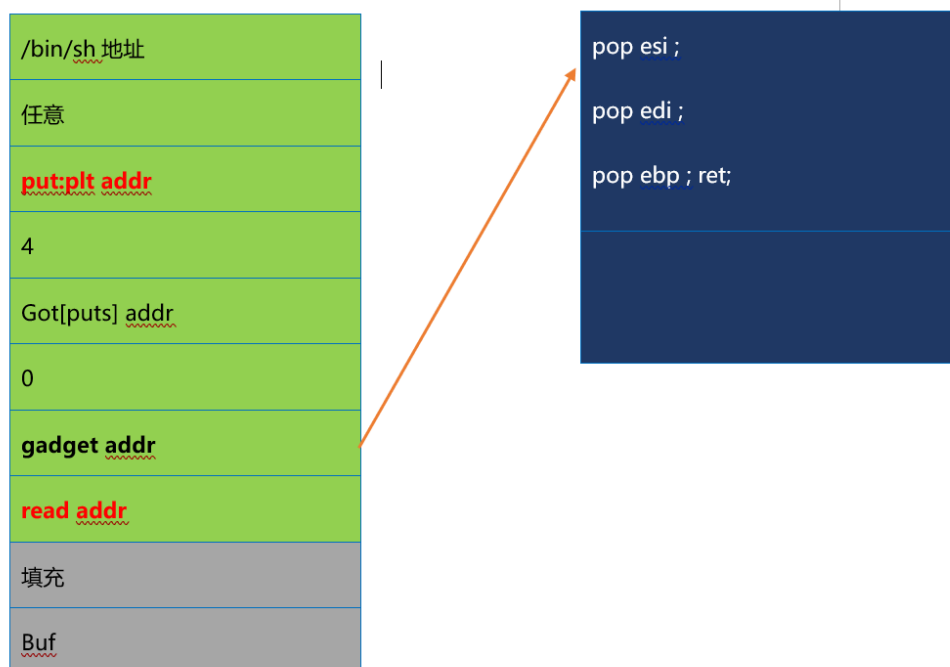 /bin/sh 地址
任意
put:plt addr
4
Got[puts] addr
0
gadget addr
read addr
填充
Buf
pop esi ;
pop edi ;
pop ebp ; ret;